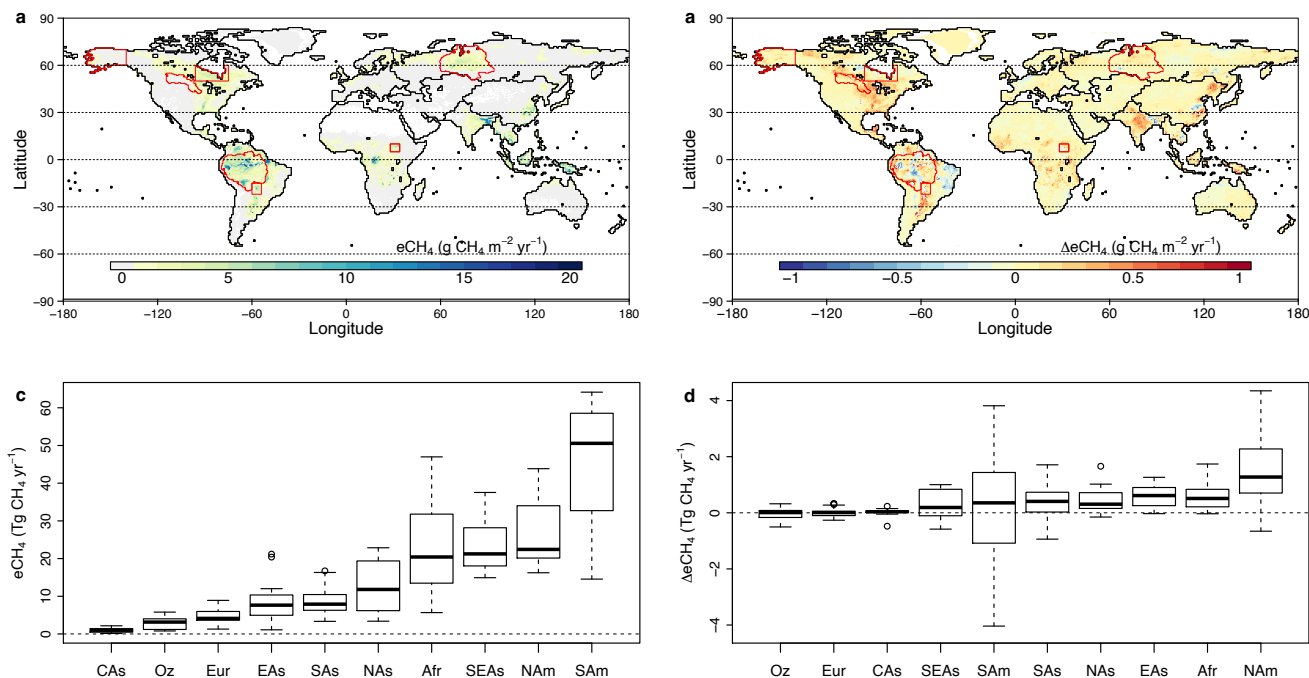 a
90
60
30
0
−30
−60
−90
Latitude
eCH₄ (g CH₄ m⁻² yr⁻¹)
0 5 10 15 20
−180 −120 −60 0 60 120 180
Longitude
a
90
60
30
0
−30
−60
−90
Latitude
ΔeCH₄ (g CH₄ m⁻² yr⁻¹)
−1 −0.5 0 0.5 1
−180 −120 −60 0 60 120 180
Longitude
c
60
50
40
30
20
10
0
eCH₄ (Tg CH₄ yr⁻¹)
CAs Oz Eur EAs SAs NAs Afr SEAs NAm SAm
d
4
2
0
−2
−4
ΔeCH₄ (Tg CH₄ yr⁻¹)
Oz Eur CAs SEAs SAm SAs NAs EAs Afr NAm